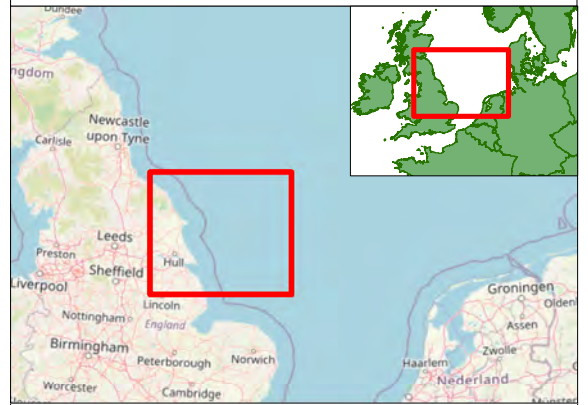 Dundee
ngdom
Newcastle
upon Tyne
Carlisle
Leeds
Preston
Hull
Sheffield
Liverpool
Groningen
Lincoln
Olden
Nottingham
England
Assen
Birmingham
Zwolle
Peterborough
Norwich
Haarlem
Nederland
Worcester
Cambridge
Münster